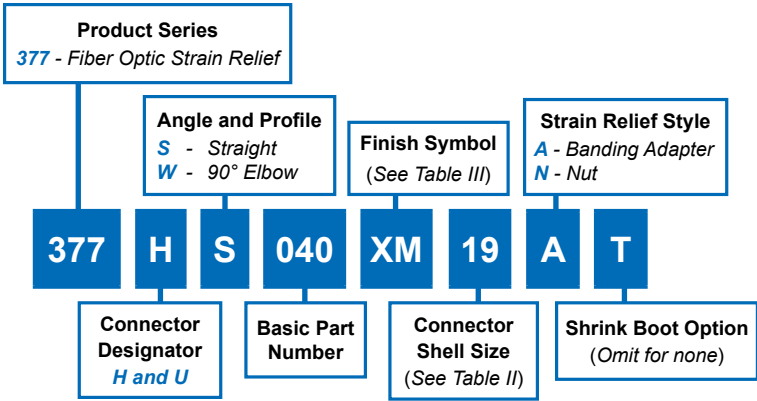 Product Series
377 - Fiber Optic Strain Relief
Angle and Profile
S - Straight
W - 90° Elbow
Finish Symbol
(See Table III)
Strain Relief Style
A - Banding Adapter
N - Nut
377 H S 040 XM 19 A T
Connector
Designator
H and U
Basic Part
Number
Connector
Shell Size
(See Table II)
Shrink Boot Option
(Omit for none)